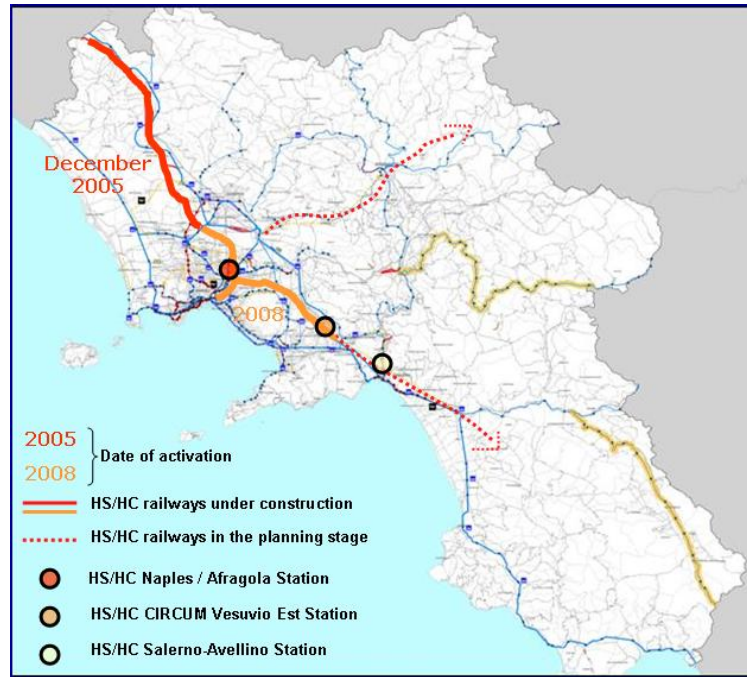 December
2005
2008
2005
2008
Date of activation
HS/HC railways under construction
HS/HC railways in the planning stage
HS/HC Naples / Afragola Station
HS/HC CIRCUM Vesuvio Est Station
HS/HC Salerno-Avellino Station